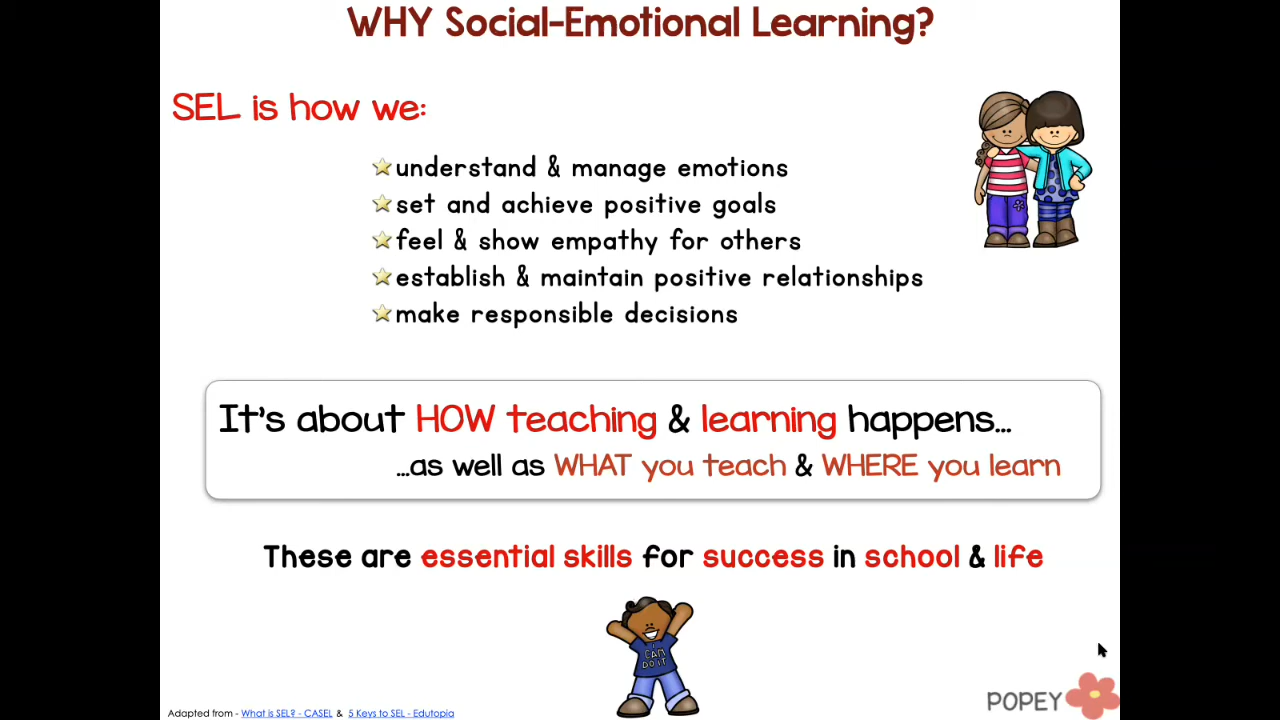 WHY Social-Emotional Learning?
SEL is how we:
understand & manage emotions
set and achieve positive goals
feel & show empathy for others
establish & maintain positive relationships
make responsible decisions
It's about HOW teaching & learning happens...
...as well as WHAT you teach & WHERE you learn
These are essential skills for success in school & life
I CAN
DO IT
Adapted from - What is SEL? - CASEL & 5 Keys to SEL - Edutopia
POPEY